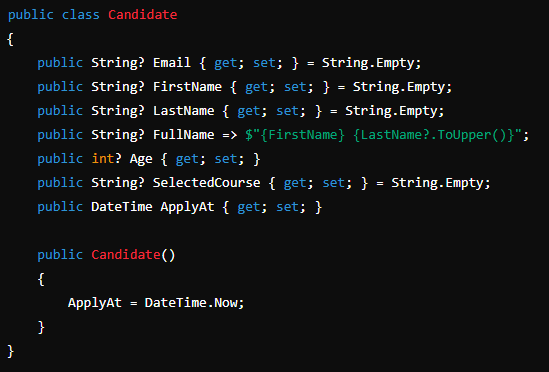 public class Candidate
{
    public String? Email { get; set; } = String.Empty;
    public String? FirstName { get; set; } = String.Empty;
    public String? LastName { get; set; } = String.Empty;
    public String? FullName => $"{FirstName} {LastName?.ToUpper()}";
    public int? Age { get; set; }
    public String? SelectedCourse { get; set; } = String.Empty;
    public DateTime ApplyAt { get; set; }

    public Candidate()
    {
        ApplyAt = DateTime.Now;
    }
}